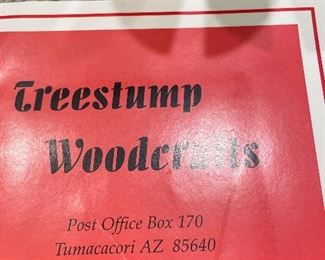 Treestump
Woodcrafts
Post Office Box 170
Tumacacori AZ 85640